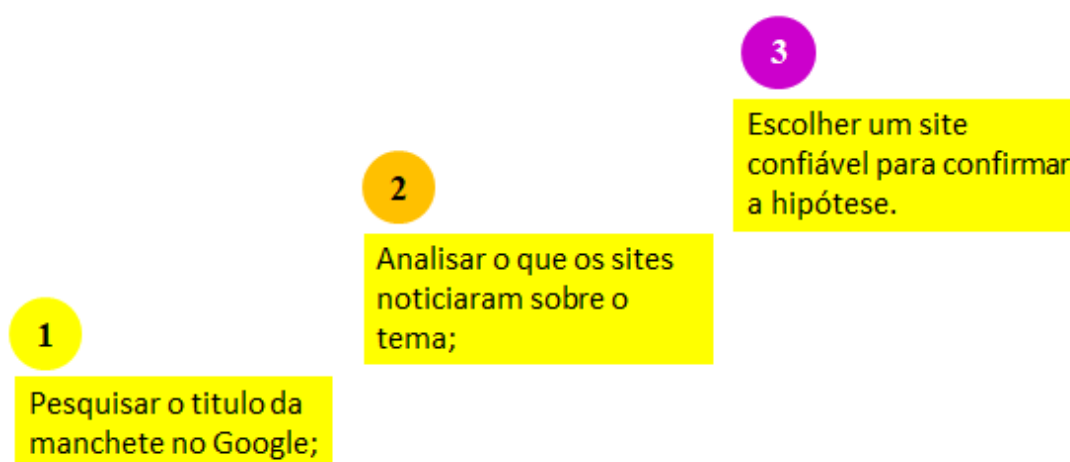 1
Pesquisar o titulo da
manchete no Google;
2
Analisar o que os sites
noticiaram sobre o
tema;
3
Escolher um site
confiável para confirmar
a hipótese.